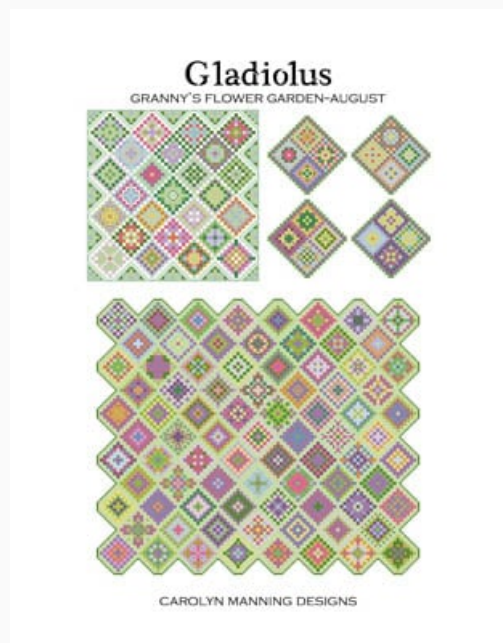 Gladiolus
GRANNY'S FLOWER GARDEN-AUGUST
CAROLYN MANNING DESIGNS